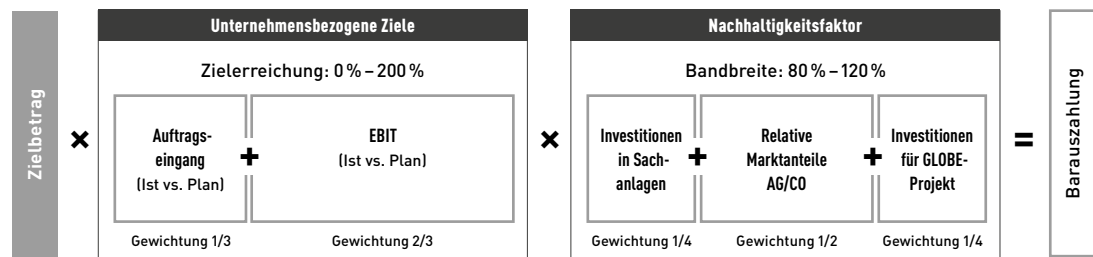 Zielbetrag
×
Unternehmensbezogene Ziele
Zielerreichung: 0 % – 200 %
Auftrags-
eingang
(Ist vs. Plan)
+
EBIT
(Ist vs. Plan)
Gewichtung 1/3
Gewichtung 2/3
×
Nachhaltigkeitsfaktor
Bandbreite: 80 % – 120 %
Investitionen
in Sach-
anlagen
+
Relative
Marktanteile
AG/CO
+
Investitionen
für GLOBE-
Projekt
Gewichtung 1/4
Gewichtung 1/2
Gewichtung 1/4
=
Barauszahlung